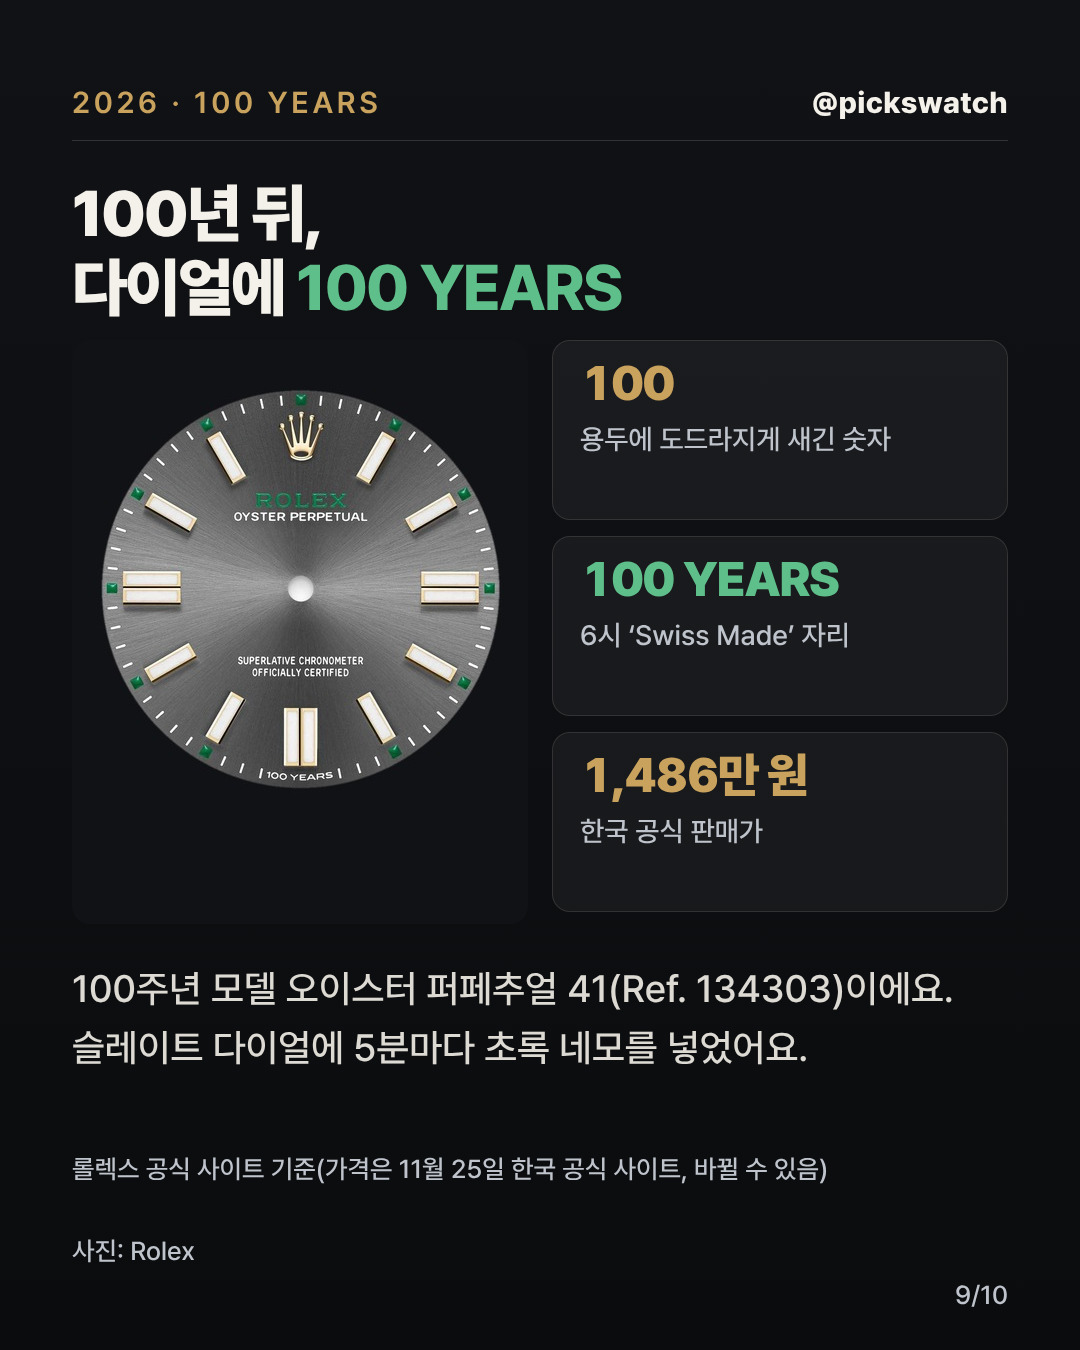 2026 · 100 YEARS
@pickswatch
100년 뒤,
다이얼에 100 YEARS
ROLEX
OYSTER PERPETUAL
SUPERLATIVE CHRONOMETER
OFFICIALLY CERTIFIED
100 YEARS
100
용두에 도드라지게 새긴 숫자
100 YEARS
6시 ‘Swiss Made’ 자리
1,486만 원
한국 공식 판매가
100주년 모델 오이스터 퍼페추얼 41(Ref. 134303)이에요.
슬레이트 다이얼에 5분마다 초록 네모를 넣었어요.
롤렉스 공식 사이트 기준(가격은 11월 25일 한국 공식 사이트, 바뀔 수 있음)
사진: Rolex
9/10